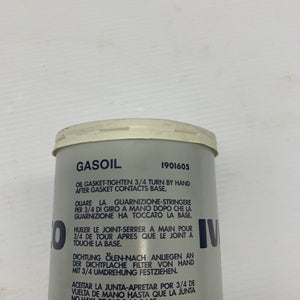 GASOIL 1901605
OIL GASKET-TIGHTEN 3/4 TURN BY HAND
AFTER GASKET CONTACTS BASE.
OLIARE LA GUARNIZIONE-STRINGERE
PER 3/4 DI GIRO A MANO DOPO CHE LA
GUARNIZIONE HA TOCCATO LA BASE.
HUILER LE JOINT-SERRER A MAIN POUR
3/4 DE TOUR APRES QUE LE JOINT A
TOUCHE LA BASE.
DICHTUNG ÖLEN-NACH ANLIEGEN AN
DER DICHTFLACHE FILTER VON HAND
MIT 3/4 UMDREHUNG FESTZIEHEN.
ACEITAR LA JUNTA-APRETAR POR 3/4 DE
VUELTA DE MANO HASTA QUE LA JUNTA